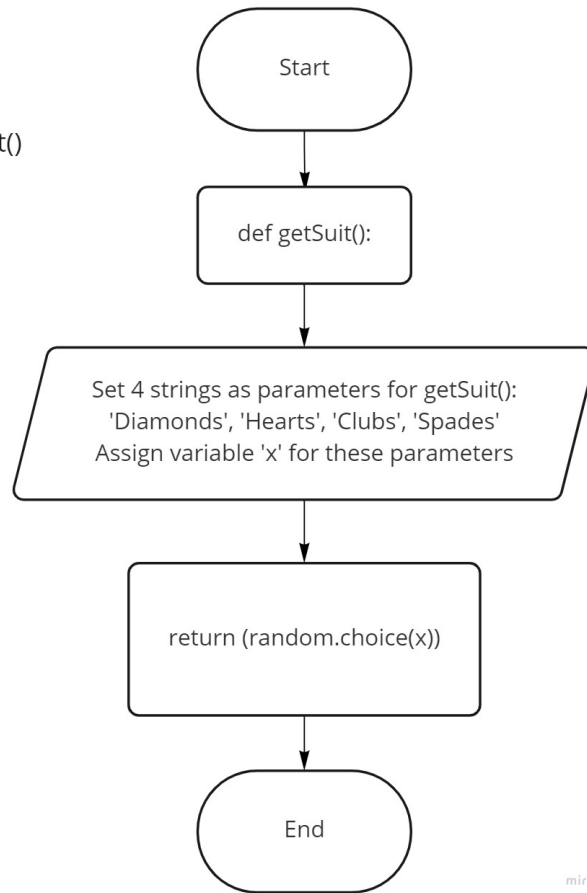 t()
Start
def getSuit():
Set 4 strings as parameters for getSuit():
'Diamonds', 'Hearts', 'Clubs', 'Spades'
Assign variable 'x' for these parameters
return (random.choice(x))
End
mir